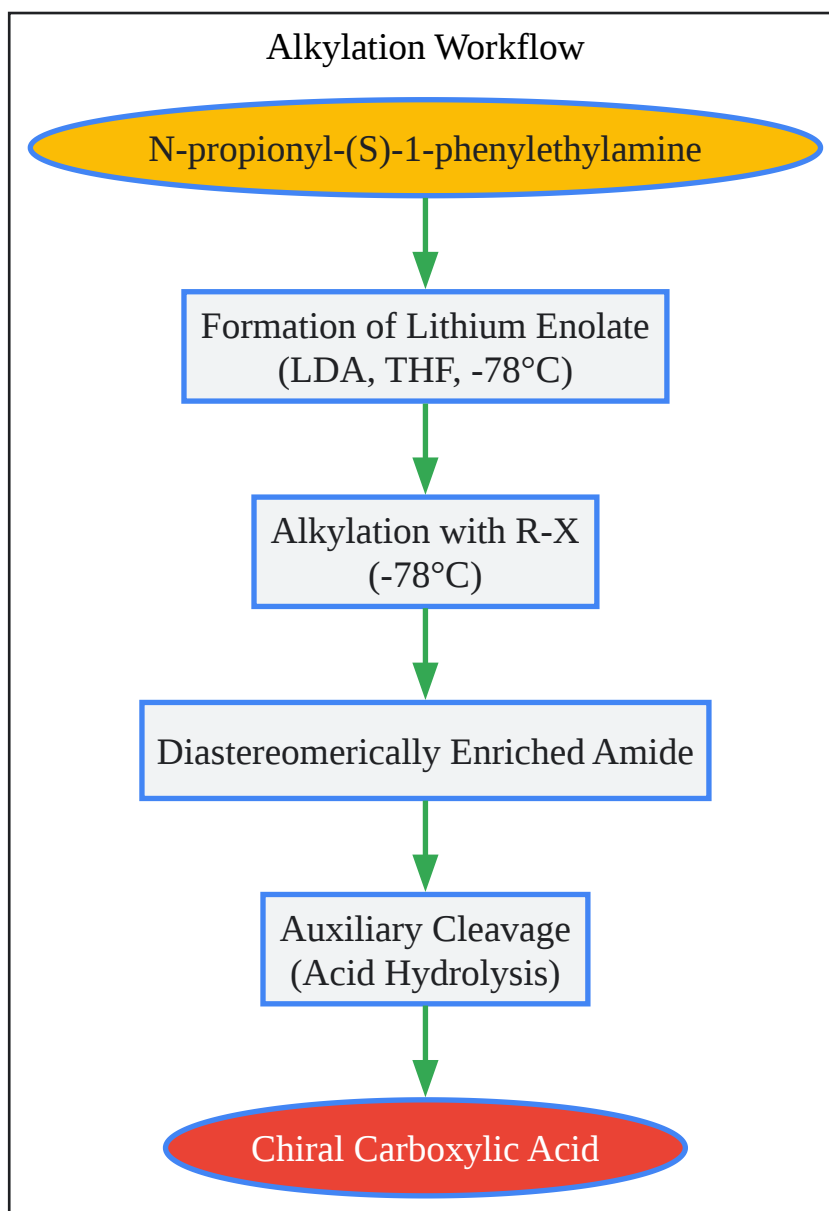 Alkylation Workflow
N-propionyl-(S)-1-phenylethylamine
Formation of Lithium Enolate
(LDA, THF, -78°C)
Alkylation with R-X
(-78°C)
Diastereomerically Enriched Amide
Auxiliary Cleavage
(Acid Hydrolysis)
Chiral Carboxylic Acid